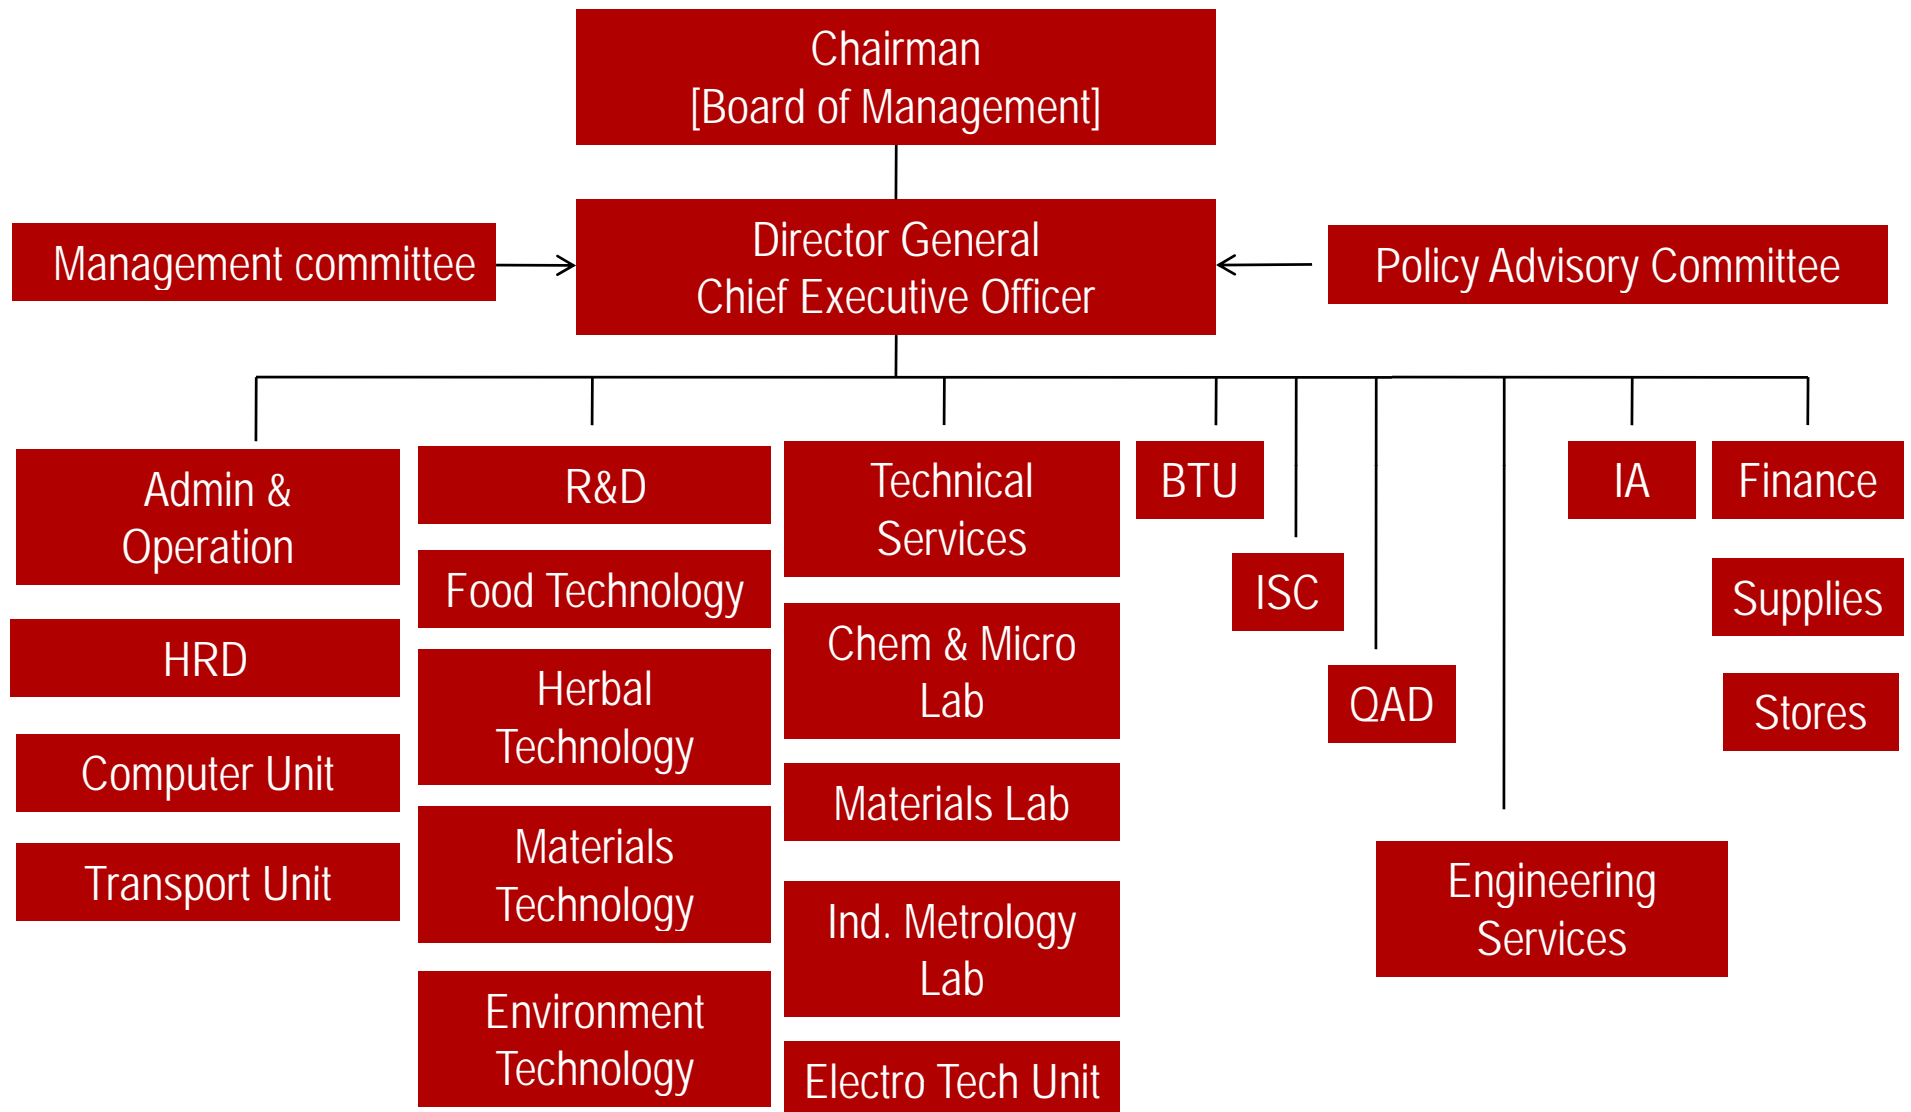 Chairman
[Board of Management]
Management committee
Director General
Chief Executive Officer
Policy Advisory Committee
Admin &
Operation
HRD
Computer Unit
Transport Unit
R&D
Food Technology
Herbal
Technology
Materials
Technology
Environment
Technology
Technical
Services
Chem & Micro
Lab
Materials Lab
Ind. Metrology
Lab
Electro Tech Unit
BTU
ISC
QAD
Engineering
Services
IA
Finance
Supplies
Stores